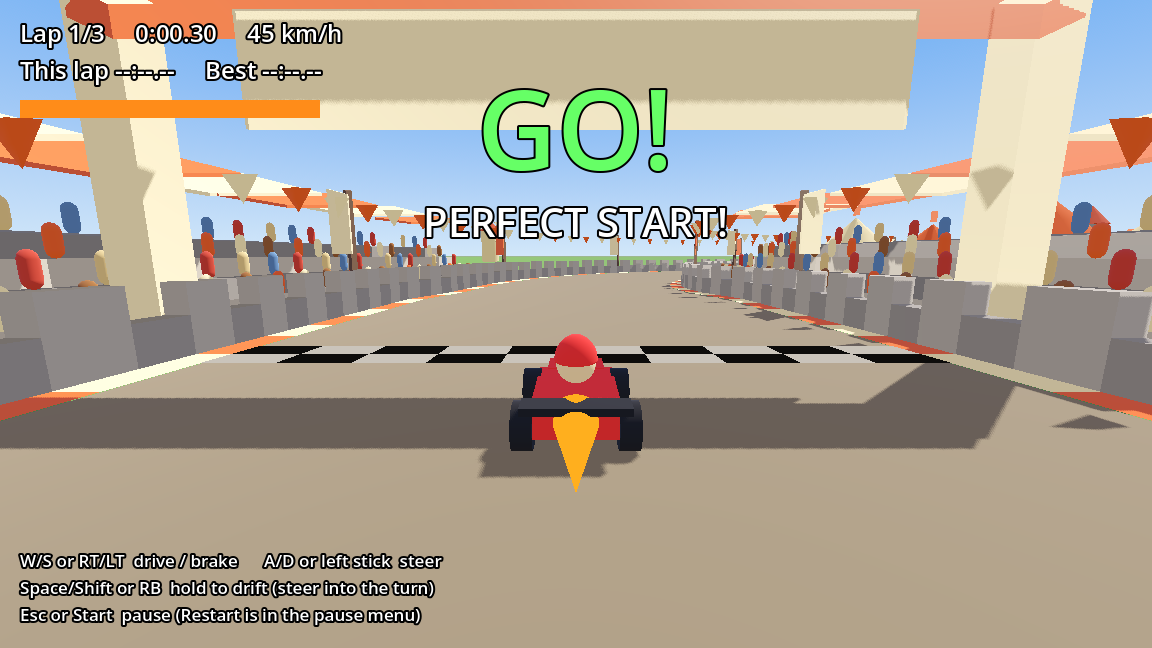 Lap 1/3 0:00.30 45 km/h
This lap --:--.-- Best --:--.--
GO!
PERFECT START!
W/S or RT/LT drive / brake A/D or left stick steer
Space/Shift or RB hold to drift (steer into the turn)
Esc or Start pause (Restart is in the pause menu)